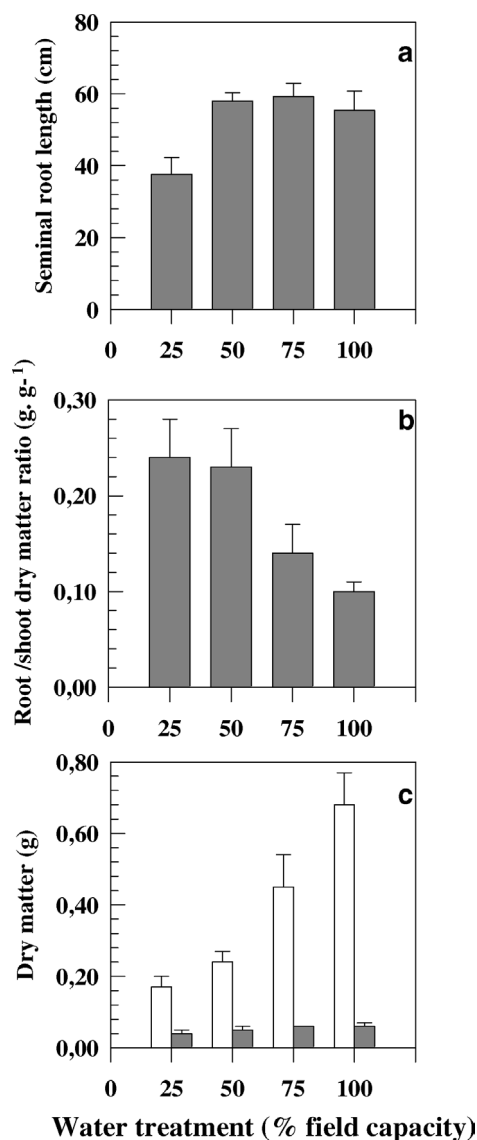 a
Seminal root length (cm)
80
60
40
20
0
0 25 50 75 100
b
Root /shoot dry matter ratio (g. g-1)
0,30
0,20
0,10
0,00
0 25 50 75 100
c
Dry matter (g)
0,80
0,60
0,40
0,20
0,00
0 25 50 75 100
Water treatment (% field capacity)